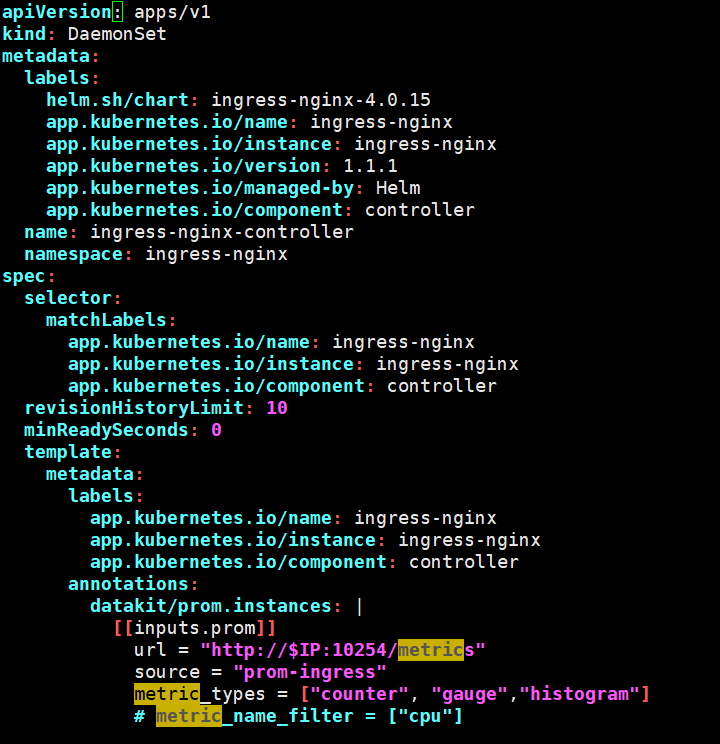 apiVersion: apps/v1
kind: DaemonSet
metadata:
  labels:
    helm.sh/chart: ingress-nginx-4.0.15
    app.kubernetes.io/name: ingress-nginx
    app.kubernetes.io/instance: ingress-nginx
    app.kubernetes.io/version: 1.1.1
    app.kubernetes.io/managed-by: Helm
    app.kubernetes.io/component: controller
  name: ingress-nginx-controller
  namespace: ingress-nginx
spec:
  selector:
    matchLabels:
      app.kubernetes.io/name: ingress-nginx
      app.kubernetes.io/instance: ingress-nginx
      app.kubernetes.io/component: controller
  revisionHistoryLimit: 10
  minReadySeconds: 0
  template:
    metadata:
      labels:
        app.kubernetes.io/name: ingress-nginx
        app.kubernetes.io/instance: ingress-nginx
        app.kubernetes.io/component: controller
      annotations:
        datakit/prom.instances: |
          [[inputs.prom]]
            url = "http://$IP:10254/metrics"
            source = "prom-ingress"
            metric_types = ["counter", "gauge","histogram"]
            # metric_name_filter = ["cpu"]